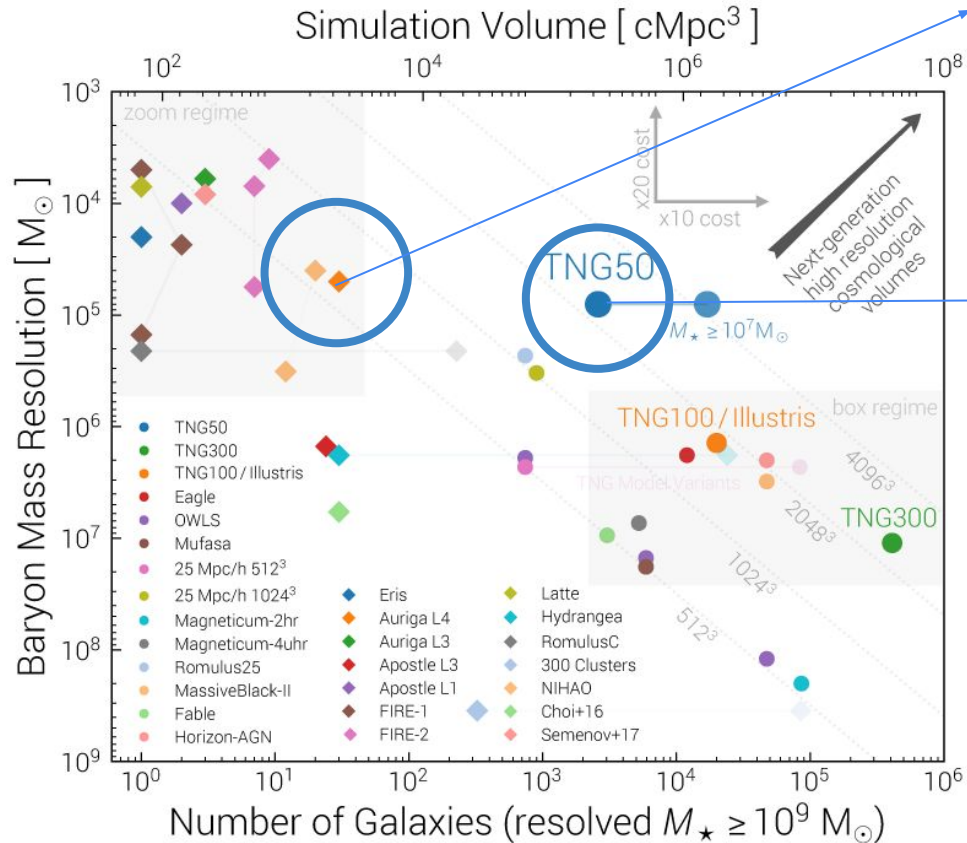 Simulation Volume [ cMpc³ ]
10² 10⁴ 10⁶ 10⁸
10³
10⁴
10⁵
10⁶
10⁷
10⁸
10⁹
Baryon Mass Resolution [ M☉ ]
zoom regime
x20 cost
x10 cost
Next-generation
high resolution
cosmological
volumes
TNG50
M⋆ ≥ 10⁷ M☉
TNG100 / Illustris
box regime
TNG Model Variants
TNG300
4096³
2048³
1024³
512³
TNG50
TNG300
TNG100 / Illustris
Eagle
OWLS
Mufasa
25 Mpc/h 512³
25 Mpc/h 1024³
Magneticum-2hr
Magneticum-4uhr
Romulus25
MassiveBlack-II
Fable
Horizon-AGN
Eris
Auriga L4
Auriga L3
Apostle L3
Apostle L1
FIRE-1
FIRE-2
Latte
Hydrangea
RomulusC
300 Clusters
NIHAO
Choi+16
Semenov+17
10⁰ 10¹ 10² 10³ 10⁴ 10⁵ 10⁶
Number of Galaxies (resolved M⋆ ≥ 10⁹ M☉)